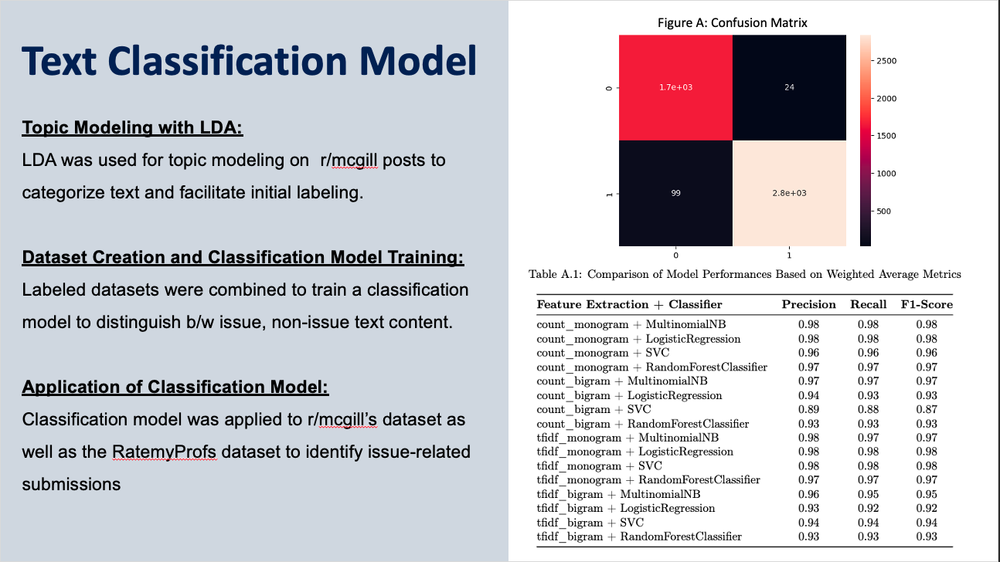 Text Classification Model
Topic Modeling with LDA:
LDA was used for topic modeling on r/mcgill posts to
categorize text and facilitate initial labeling.
Dataset Creation and Classification Model Training:
Labeled datasets were combined to train a classification
model to distinguish b/w issue, non-issue text content.
Application of Classification Model:
Classification model was applied to r/mcgill’s dataset as
well as the RatemyProfs dataset to identify issue-related
submissions
Figure A: Confusion Matrix
0
1.7e+03
24
1
99
2.8e+03
0 1
2500
2000
1500
1000
500
Table A.1: Comparison of Model Performances Based on Weighted Average Metrics
Feature Extraction + Classifier Precision Recall F1-Score
count_monogram + MultinomialNB 0.98 0.98 0.98
count_monogram + LogisticRegression 0.98 0.98 0.98
count_monogram + SVC 0.96 0.96 0.96
count_monogram + RandomForestClassifier 0.97 0.97 0.97
count_bigram + MultinomialNB 0.97 0.97 0.97
count_bigram + LogisticRegression 0.94 0.93 0.93
count_bigram + SVC 0.89 0.88 0.87
count_bigram + RandomForestClassifier 0.93 0.93 0.93
tfidf_monogram + MultinomialNB 0.98 0.97 0.97
tfidf_monogram + LogisticRegression 0.98 0.98 0.98
tfidf_monogram + SVC 0.98 0.98 0.98
tfidf_monogram + RandomForestClassifier 0.97 0.97 0.97
tfidf_bigram + MultinomialNB 0.96 0.95 0.95
tfidf_bigram + LogisticRegression 0.93 0.92 0.92
tfidf_bigram + SVC 0.94 0.94 0.94
tfidf_bigram + RandomForestClassifier 0.93 0.93 0.93